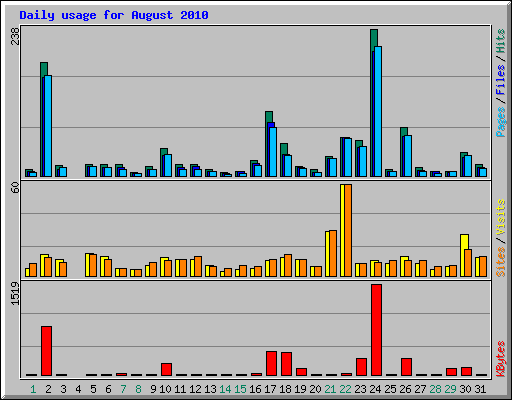 Daily usage for August 2010
238
Pages / Files / Hits
60
Sites / Visits
1519
KBytes
1 2 3 4 5 6 7 8 9 10 11 12 13 14 15 16 17 18 19 20 21 22 23 24 25 26 27 28 29 30 31